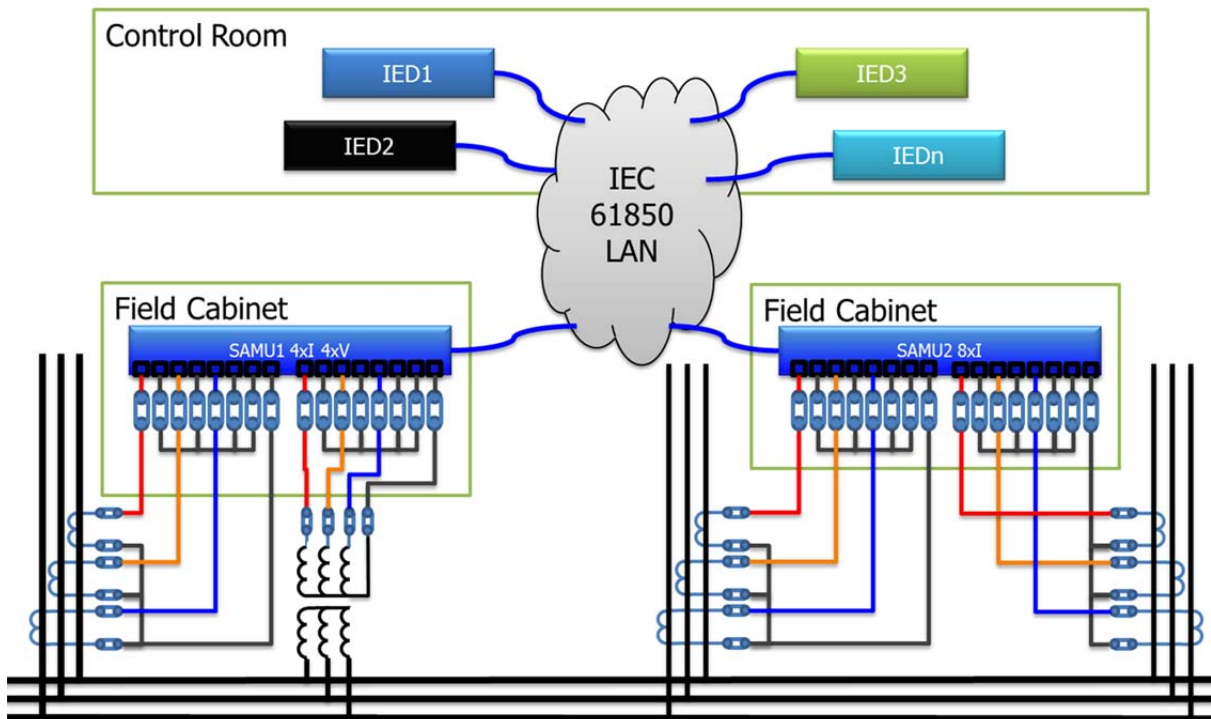 Control Room
IED1
IED3
IED2
IEDn
IEC
61850
LAN
Field Cabinet
SAMU1 4xI 4xV
Field Cabinet
SAMU2 8xI